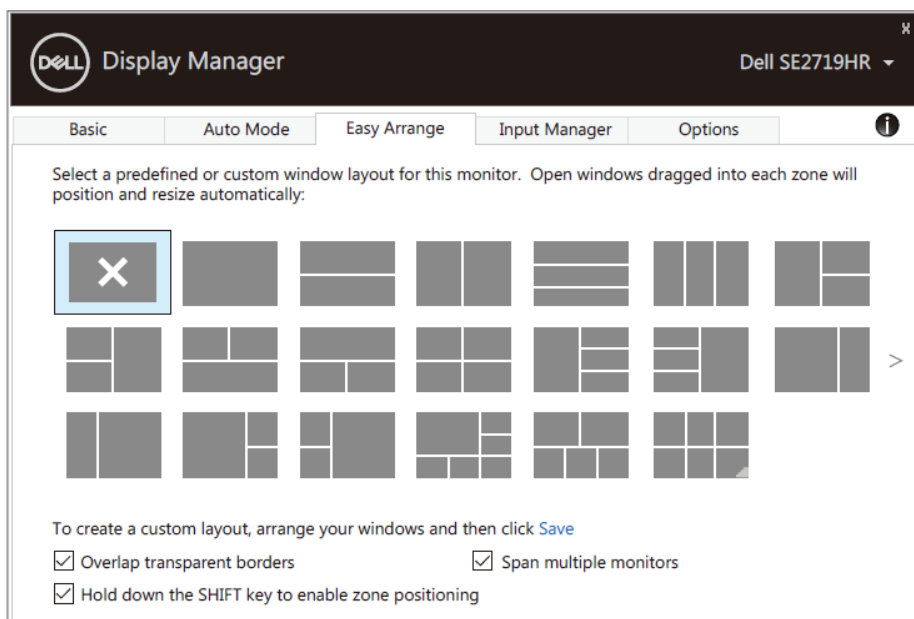 DELL Display Manager
Dell SE2719HR
Basic Auto Mode Easy Arrange Input Manager Options
Select a predefined or custom window layout for this monitor. Open windows dragged into each zone will
position and resize automatically:
To create a custom layout, arrange your windows and then click Save
Overlap transparent borders
Span multiple monitors
Hold down the SHIFT key to enable zone positioning